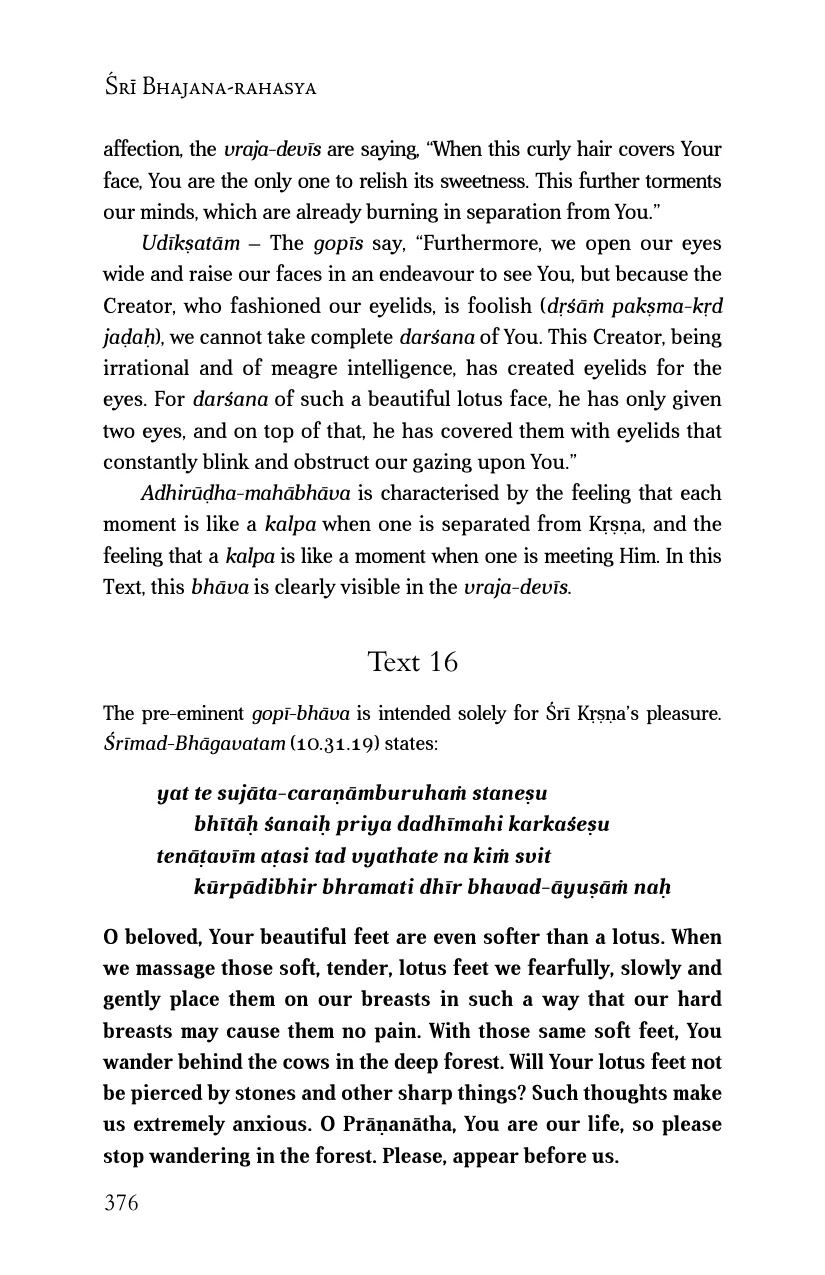 Śrī Bhajana-rahasya
affection, the vraja-devīs are saying, “When this curly hair covers Your
face, You are the only one to relish its sweetness. This further torments
our minds, which are already burning in separation from You.”
Udīkṣatām – The gopīs say, “Furthermore, we open our eyes
wide and raise our faces in an endeavour to see You, but because the
Creator, who fashioned our eyelids, is foolish (dṛśāṁ pakṣma-kṛd
jaḍaḥ), we cannot take complete darśana of You. This Creator, being
irrational and of meagre intelligence, has created eyelids for the
eyes. For darśana of such a beautiful lotus face, he has only given
two eyes, and on top of that, he has covered them with eyelids that
constantly blink and obstruct our gazing upon You.”
Adhirūḍha-mahābhāva is characterised by the feeling that each
moment is like a kalpa when one is separated from Kṛṣṇa, and the
feeling that a kalpa is like a moment when one is meeting Him. In this
Text, this bhāva is clearly visible in the vraja-devīs.
Text 16
The pre-eminent gopī-bhāva is intended solely for Śrī Kṛṣṇa’s pleasure.
Śrīmad-Bhāgavatam (10.31.19) states:
yat te sujāta-caraṇāmburuhaṁ staneṣu
bhītāḥ śanaiḥ priya dadhīmahi karkaśeṣu
tenāṭavīm aṭasi tad vyathate na kiṁ svit
kūrpādibhir bhramati dhīr bhavad-āyuṣāṁ naḥ
O beloved, Your beautiful feet are even softer than a lotus. When
we massage those soft, tender, lotus feet we fearfully, slowly and
gently place them on our breasts in such a way that our hard
breasts may cause them no pain. With those same soft feet, You
wander behind the cows in the deep forest. Will Your lotus feet not
be pierced by stones and other sharp things? Such thoughts make
us extremely anxious. O Prāṇanātha, You are our life, so please
stop wandering in the forest. Please, appear before us.
376